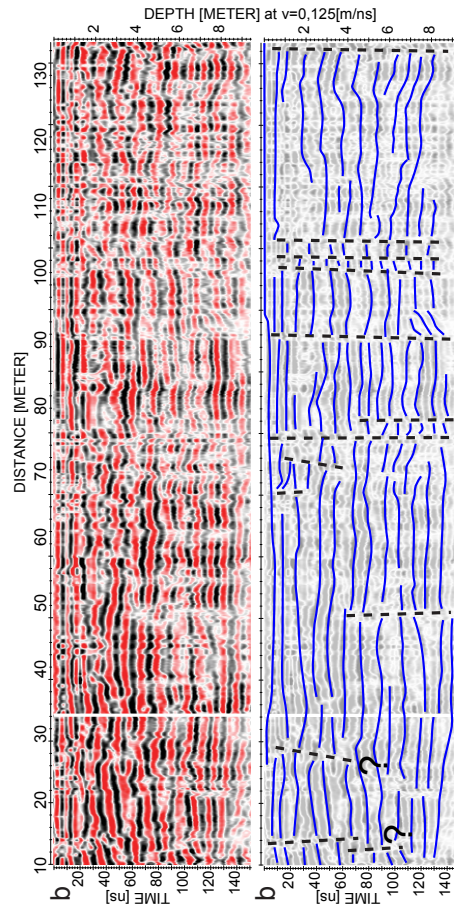 DEPTH [METER] at v=0,125[m/ns]
2 4 6 8
2 4 6 8
DISTANCE [METER]
130
120
110
100
90
80
70
60
50
40
30
20
10
b
b
20 40 60 80 100 120 140
TIME [ns]
20 40 60 80 100 120 140
TIME [ns]
?
?